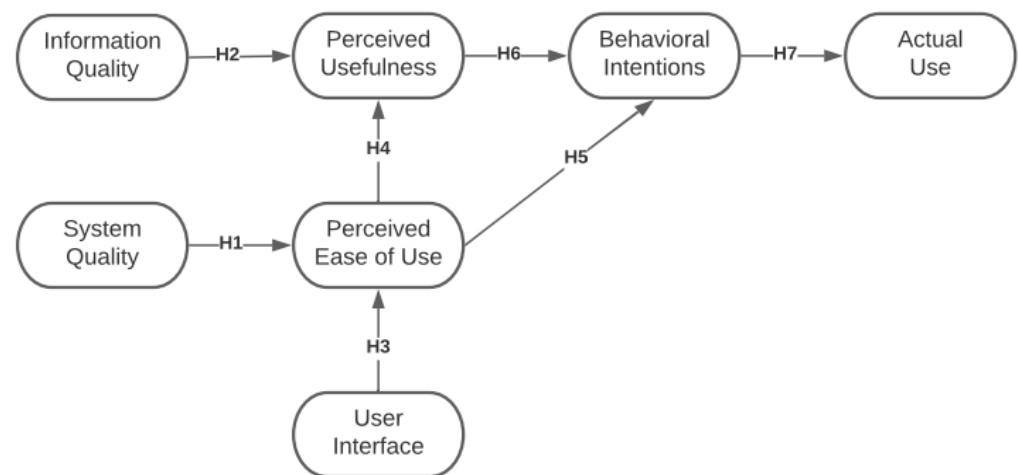 Information
Quality
H2
Perceived
Usefulness
H6
Behavioral
Intentions
H7
Actual
Use
H4
H5
System
Quality
H1
Perceived
Ease of Use
H3
User
Interface